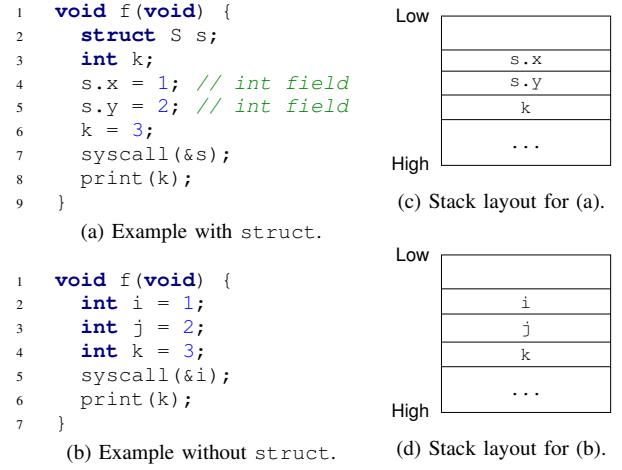 1 void f(void) {
2 struct S s;
3 int k;
4 s.x = 1; // int field
5 s.y = 2; // int field
6 k = 3;
7 syscall(&s);
8 print(k);
9 }
(a) Example with struct.
Low
s.x
s.y
k
...
High
(c) Stack layout for (a).
1 void f(void) {
2 int i = 1;
3 int j = 2;
4 int k = 3;
5 syscall(&i);
6 print(k);
7 }
(b) Example without struct.
Low
i
j
k
...
High
(d) Stack layout for (b).